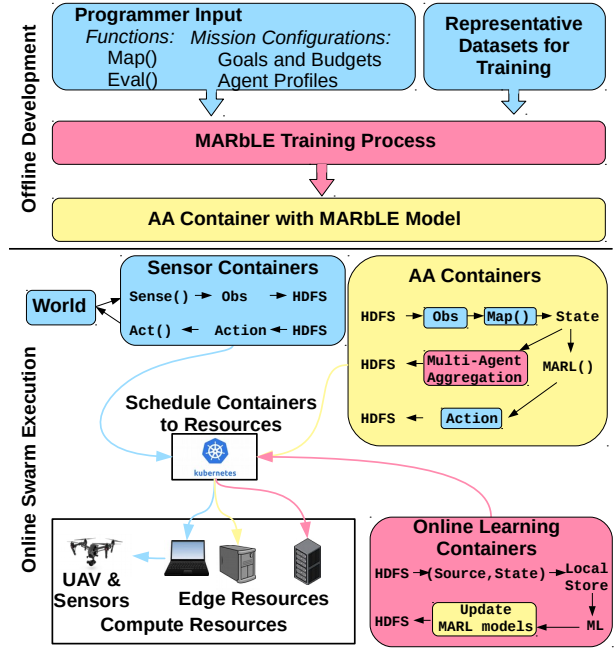 Offline Development
Programmer Input
Functions:
Map()
Eval()
Mission Configurations:
Goals and Budgets
Agent Profiles
Representative
Datasets for
Training
MARbLE Training Process
AA Container with MARbLE Model
Online Swarm Execution
World
Sensor Containers
Sense() Obs HDFS
Act() Action HDFS
AA Containers
HDFS Obs Map() State
HDFS Multi-Agent
Aggregation
MARL()
HDFS Action
Schedule Containers
to Resources
kubernetes
UAV &
Sensors
Edge Resources
Compute Resources
Online Learning
Containers
HDFS (Source,State) Local
Store
HDFS Update
MARL models
ML